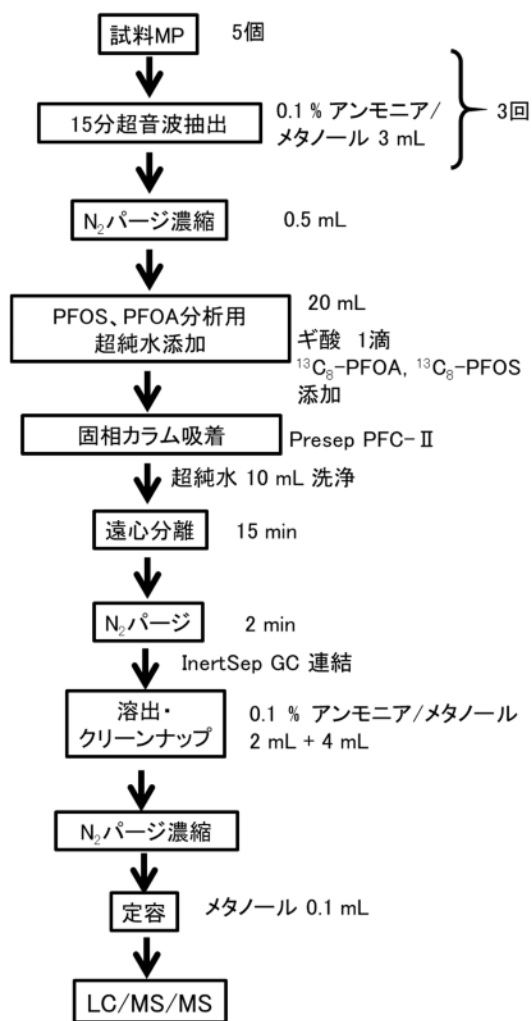 試料MP 5個
15分超音波抽出 0.1 % アンモニア/
メタノール 3 mL
3回
N₂パージ濃縮 0.5 mL
PFOS、PFOA分析用
超純水添加
20 mL
ギ酸 1滴
¹³C₈-PFOA, ¹³C₈-PFOS
添加
固相カラム吸着 Presep PFC-Ⅱ
超純水 10 mL 洗浄
遠心分離 15 min
N₂パージ 2 min
InertSep GC 連結
溶出・
クリーンナップ
0.1 % アンモニア/メタノール
2 mL + 4 mL
N₂パージ濃縮
定容 メタノール 0.1 mL
LC/MS/MS